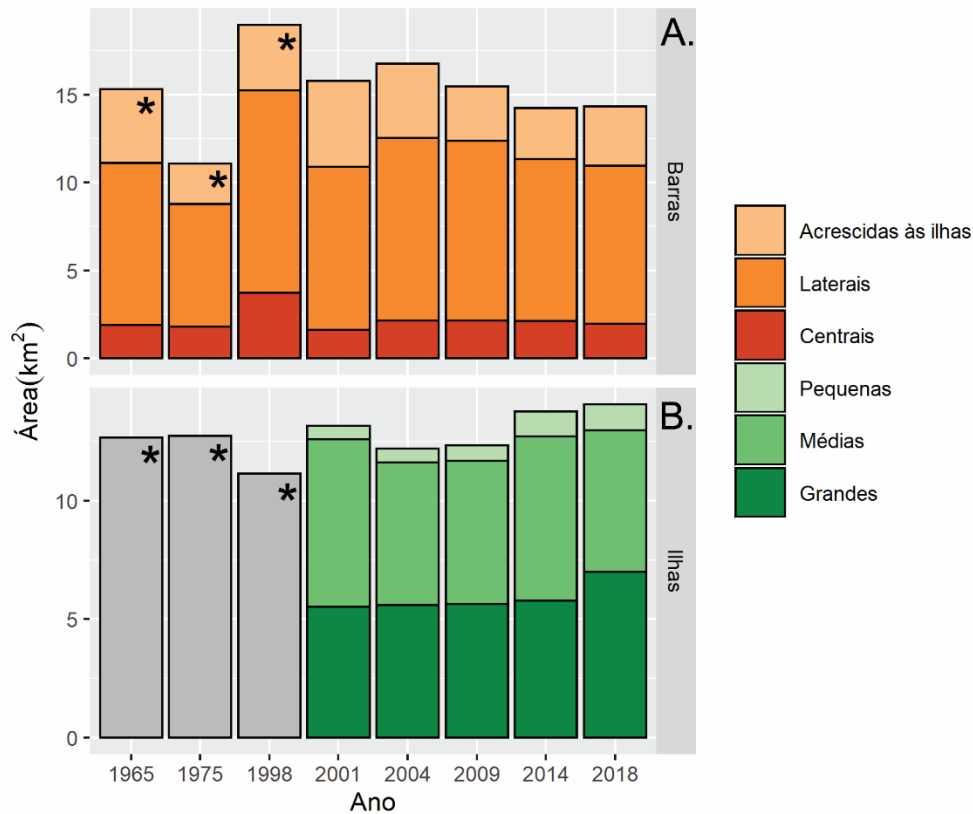 A.
*
*
*
15
10
5
0
Barras
Área(km²)
B.
*
*
*
10
5
0
Ilhas
1965 1975 1998 2001 2004 2009 2014 2018
Ano
Acrescidas às ilhas
Laterais
Centrais
Pequenas
Médias
Grandes